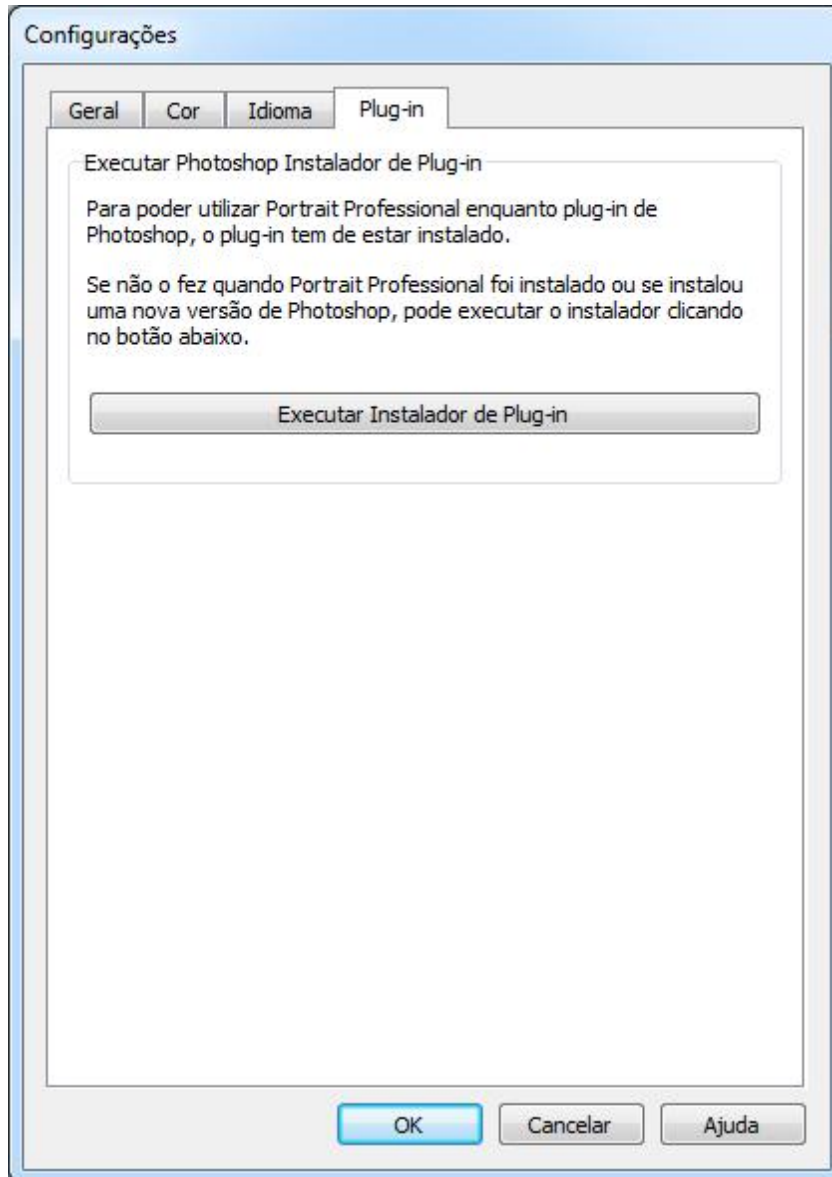 Configurações
Geral Cor Idioma Plug-in
Executar Photoshop Instalador de Plug-in
Para poder utilizar Portrait Professional enquanto plug-in de
Photoshop, o plug-in tem de estar instalado.
Se não o fez quando Portrait Professional foi instalado ou se instalou
uma nova versão de Photoshop, pode executar o instalador clicando
no botão abaixo.
Executar Instalador de Plug-in
OK Cancelar Ajuda